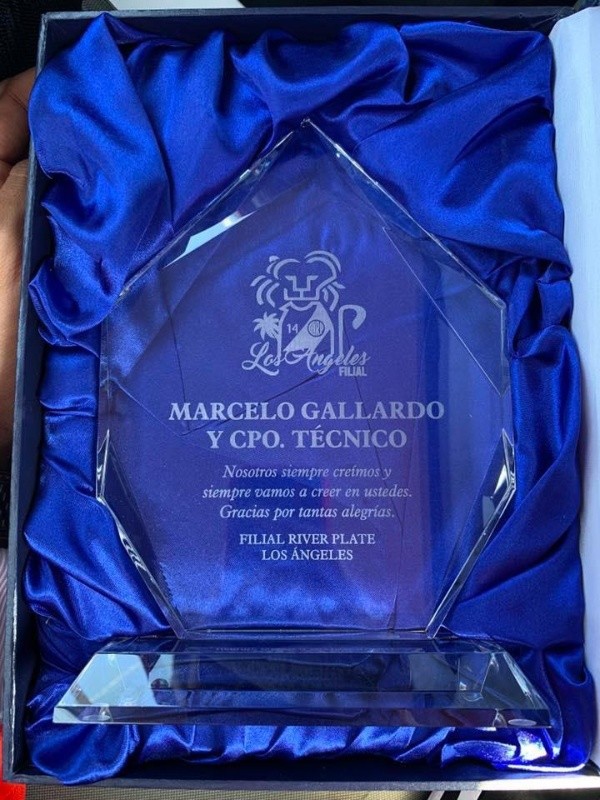 14
Los Angeles
FILIAL
MARCELO GALLARDO
Y CPO. TÉCNICO
Nosotros siempre creímos y
siempre vamos a creer en ustedes.
Gracias por tantas alegrías.
FILIAL RIVER PLATE
LOS ÁNGELES